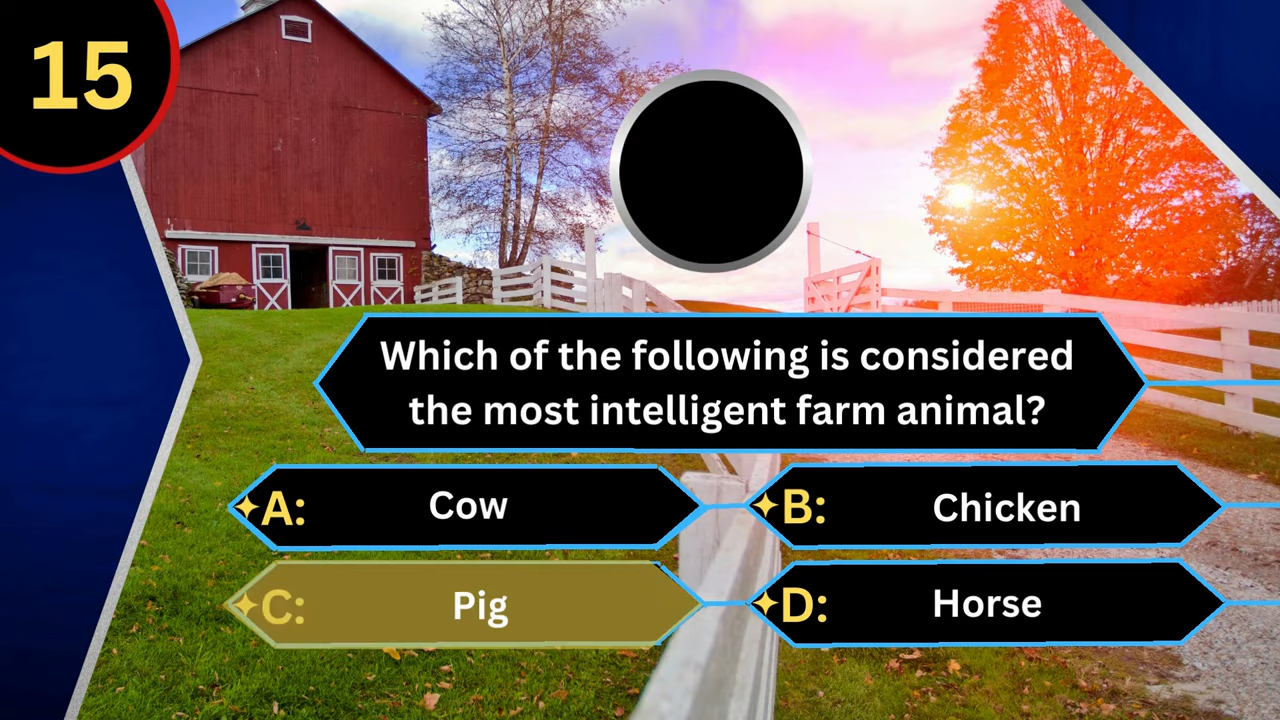 15
Which of the following is considered
the most intelligent farm animal?
A: Cow
B: Chicken
C: Pig
D: Horse